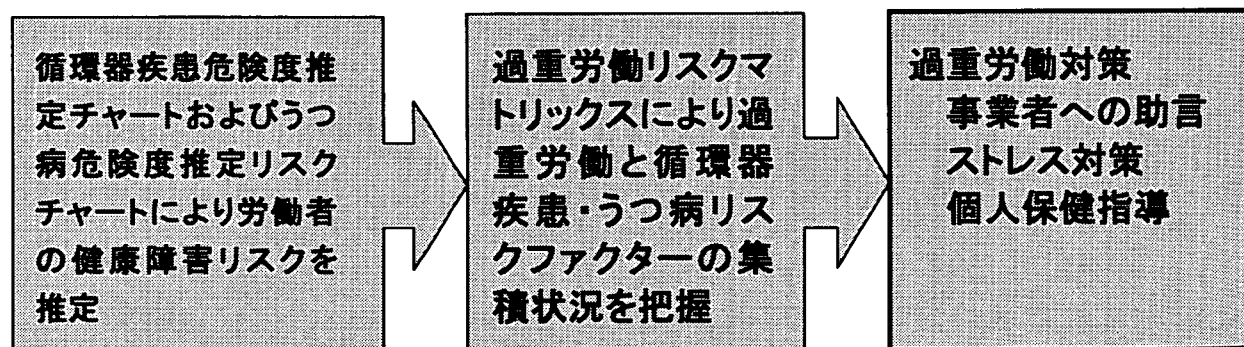 循環器疾患危険度推
定チャートおよびうつ
病危険度推定リスク
チャートにより労働者
の健康障害リスクを
推定
過重労働リスクマ
トリックスにより過
重労働と循環器
疾患・うつ病リス
クファクターの集
積状況を把握
過重労働対策
事業者への助言
ストレス対策
個人保健指導